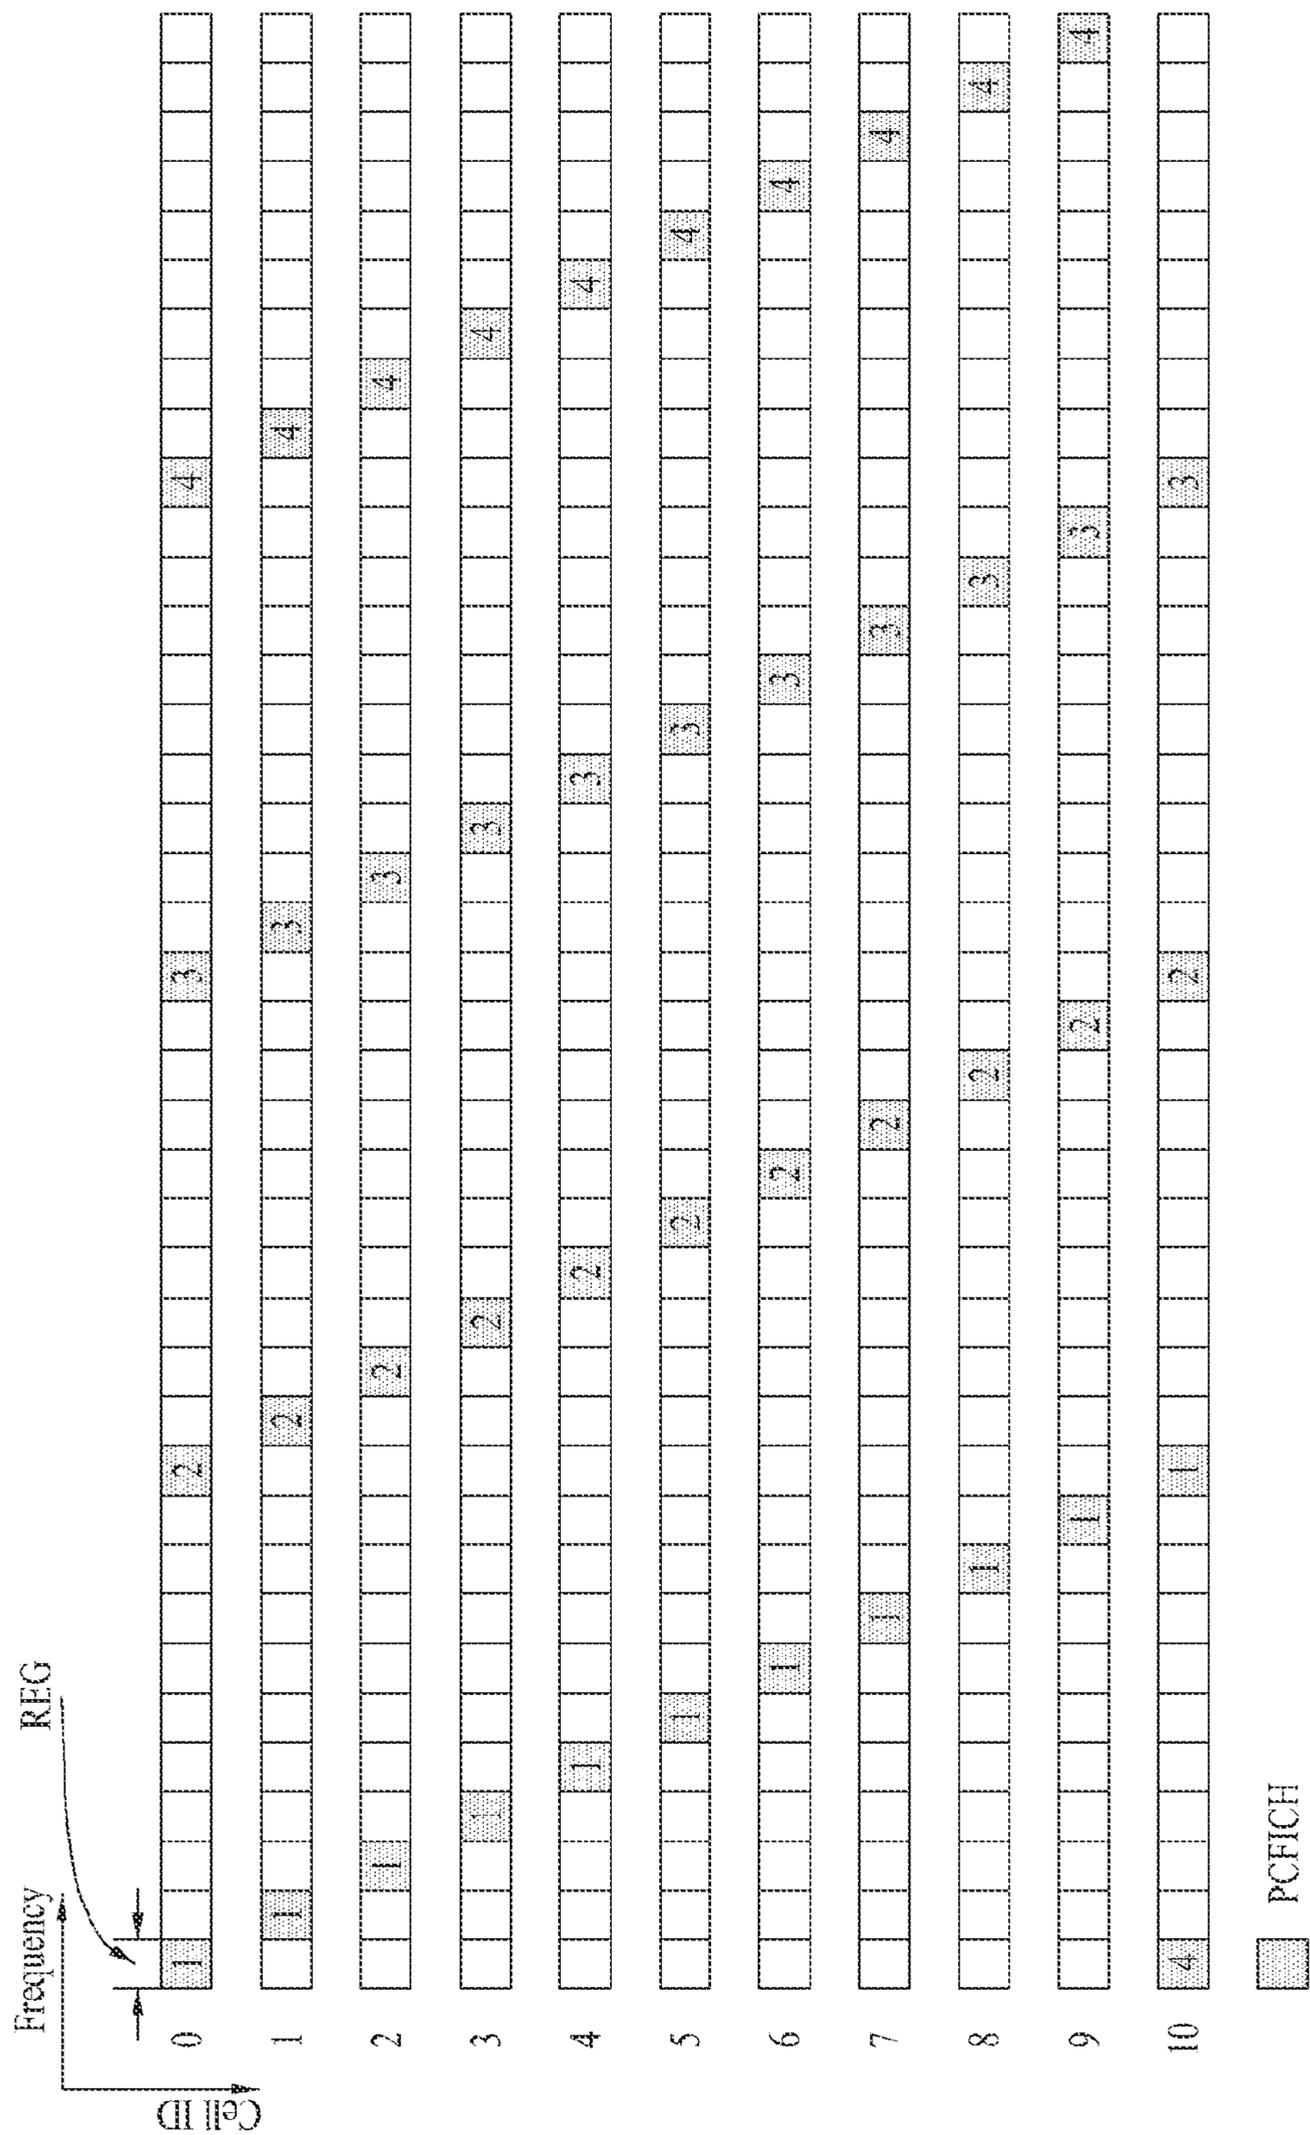 Frequency
REG
Cell ID
0 1 2 3 4
1 1 2 3 4
2 1 2 3 4
3 1 2 3 4
4 1 2 3 4
5 1 2 3 4
6 1 2 3 4
7 1 2 3 4
8 1 2 3 4
9 1 2 3 4
10 4 1 2 3
PCFICH